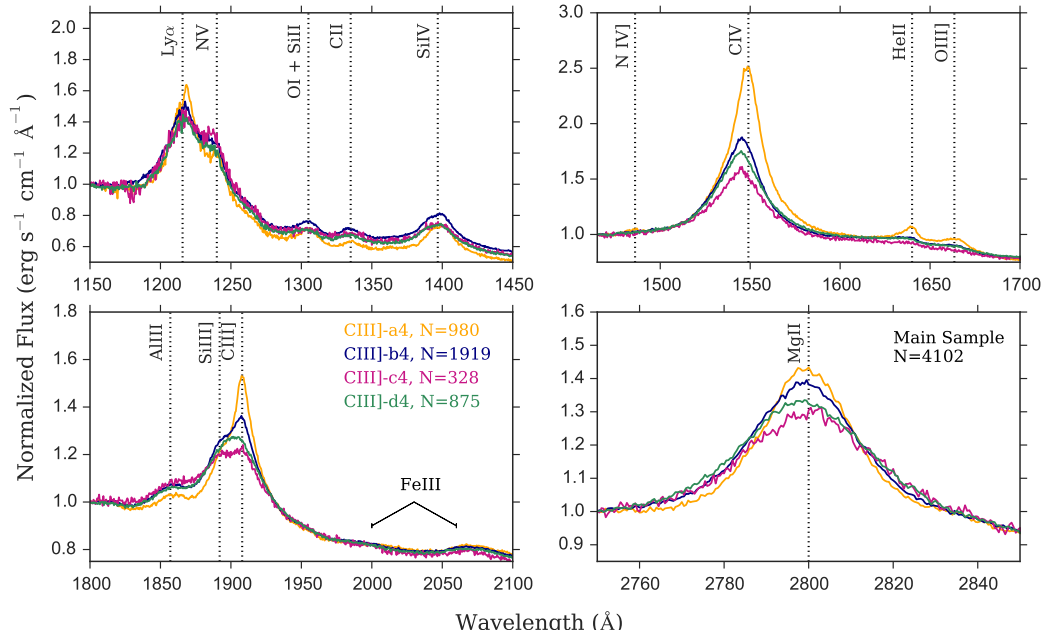 Normalized Flux (erg s⁻¹ cm⁻¹ Å⁻¹)
2.0
1.8
1.6
1.4
1.2
1.0
0.8
0.6
Lyα
NV
OI + SiII
CII
SiIV
1150 1200 1250 1300 1350 1400 1450
3.0
2.5
2.0
1.5
1.0
N IV]
CIV
HeII
OIII]
1500 1550 1600 1650 1700
1.8
1.6
1.4
1.2
1.0
0.8
AlIII
SiIII]
CIII]
CIII]-a4, N=980
CIII]-b4, N=1919
CIII]-c4, N=328
CIII]-d4, N=875
FeIII
1800 1850 1900 1950 2000 2050 2100
1.6
1.5
1.4
1.3
1.2
1.1
1.0
0.9
MgII
Main Sample
N=4102
2760 2780 2800 2820 2840
Wavelength (Å)